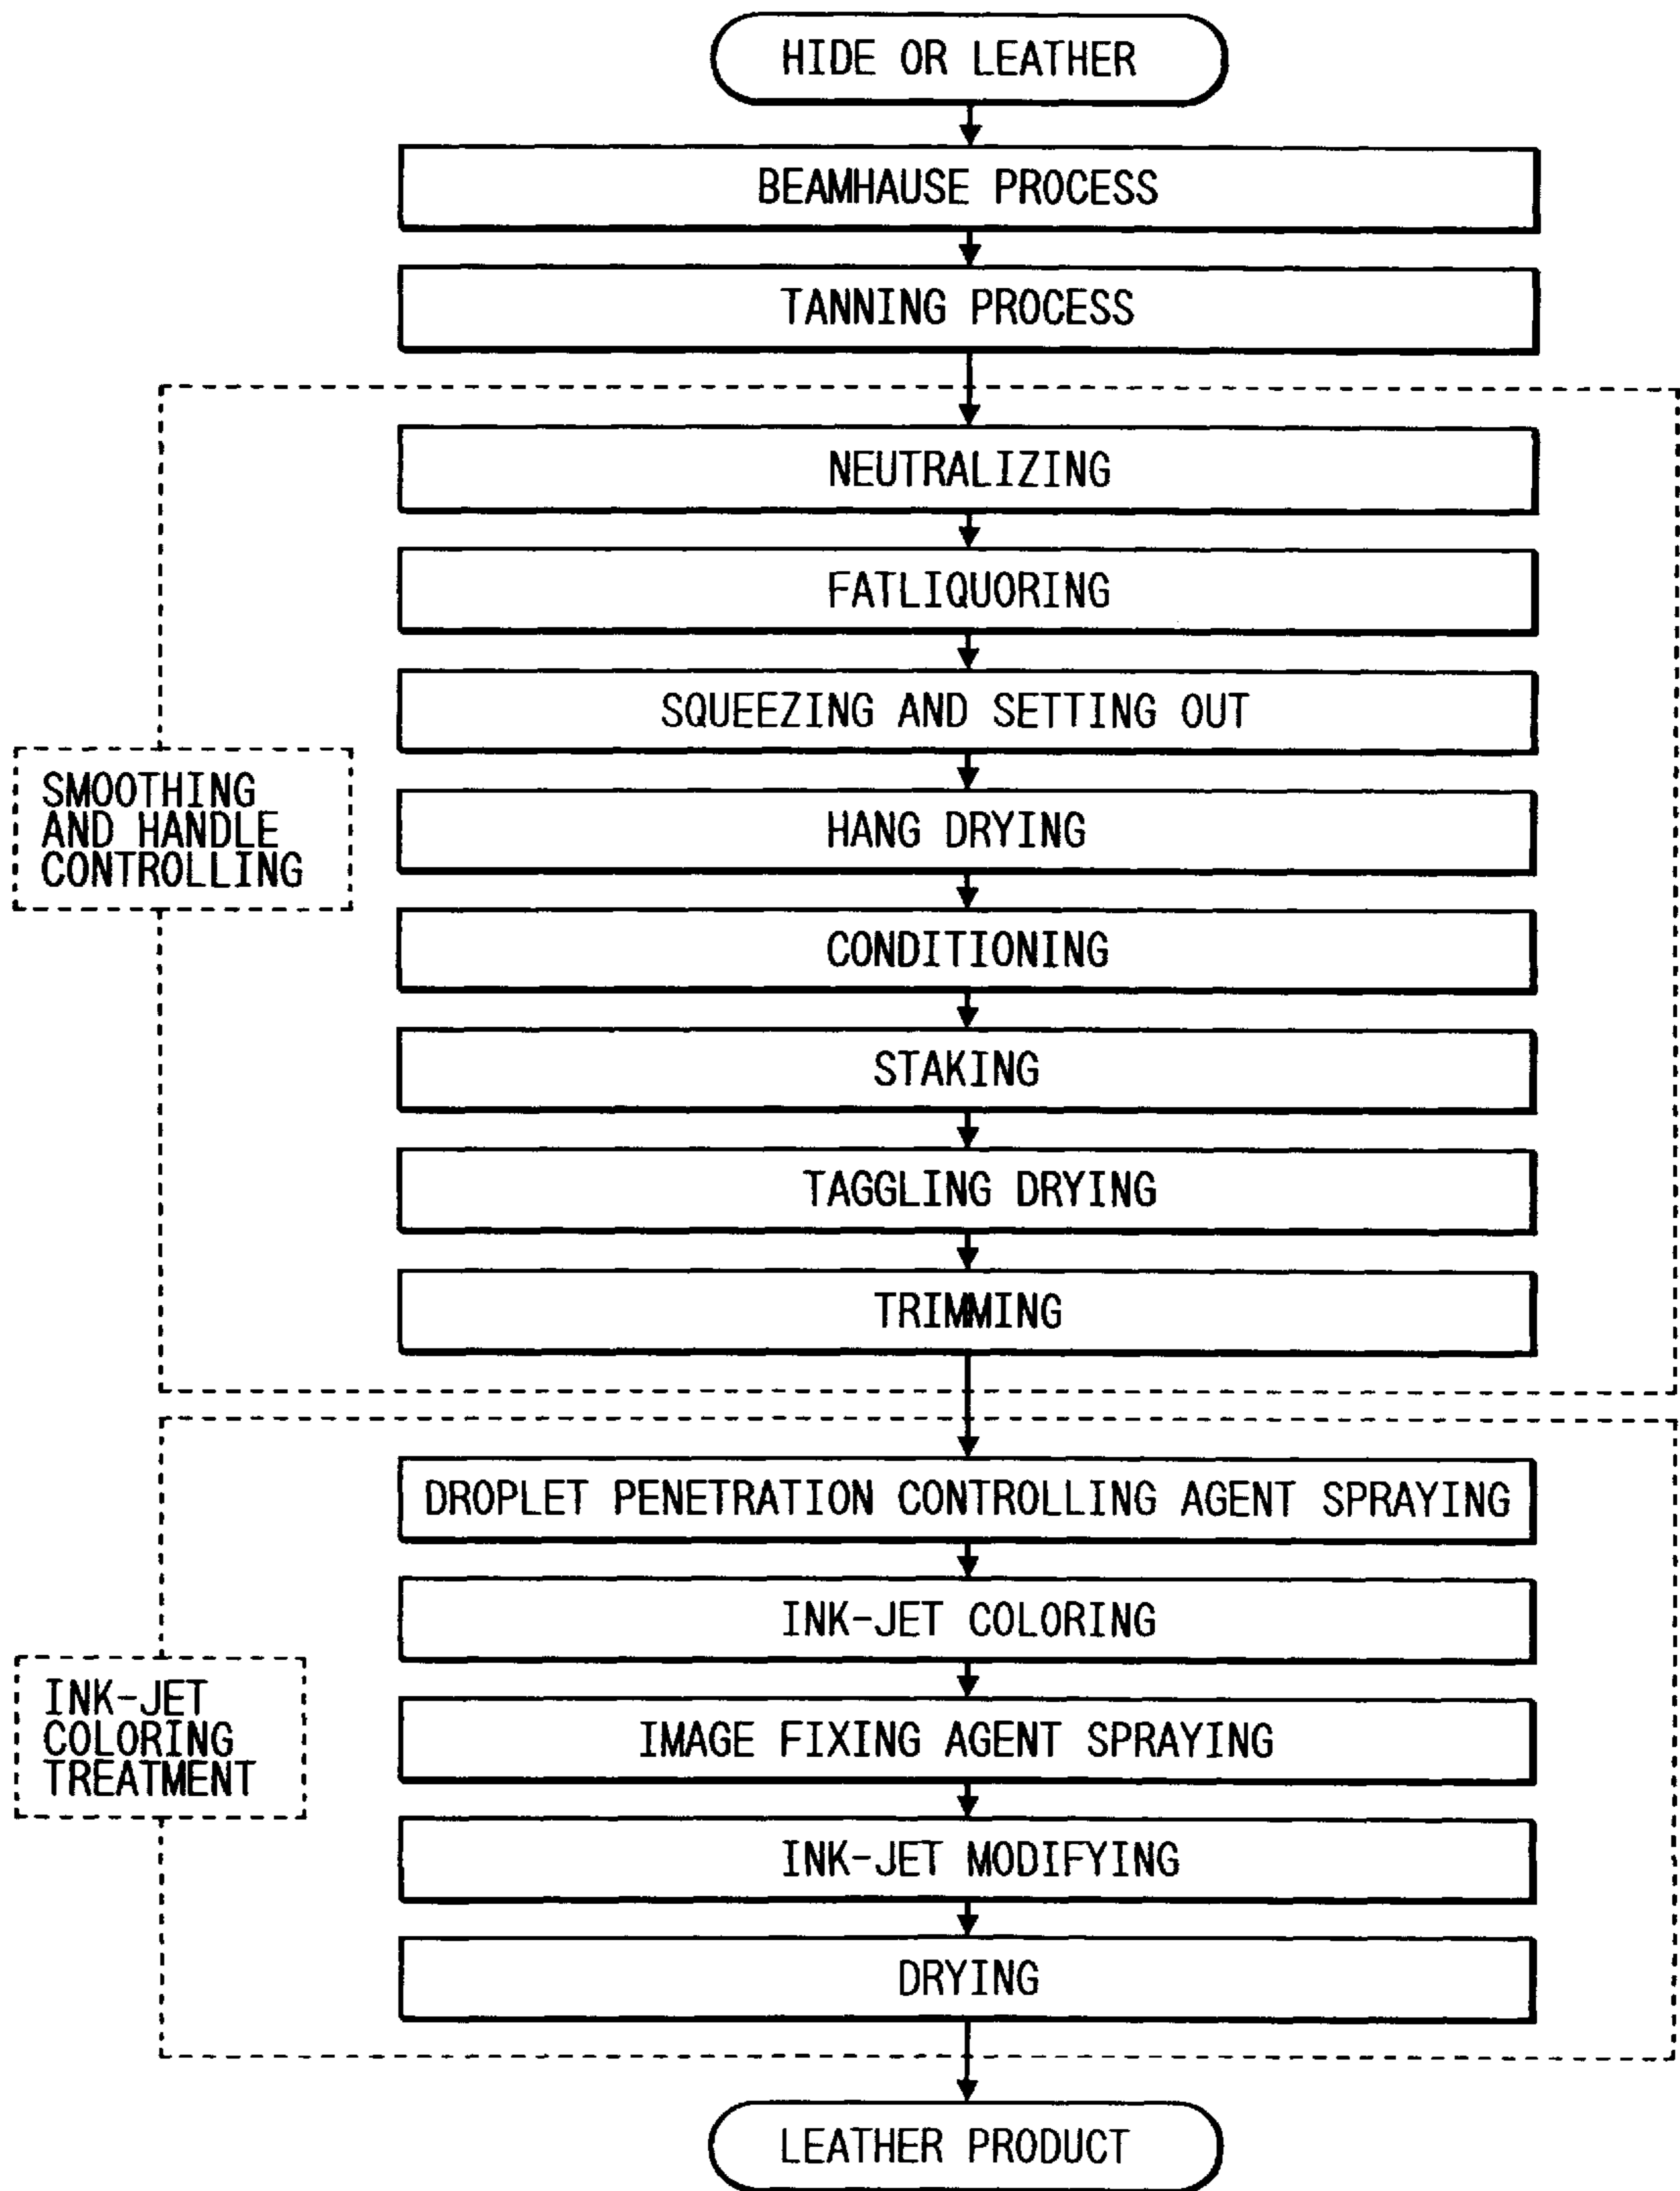 HIDE OR LEATHER
BEAMHAUSE PROCESS
TANNING PROCESS
NEUTRALIZING
FATLIQUORING
SQUEEZING AND SETTING OUT
SMOOTHING
AND HANDLE
CONTROLLING
HANG DRYING
CONDITIONING
STAKING
TAGGLING DRYING
TRIMMING
DROPLET PENETRATION CONTROLLING AGENT SPRAYING
INK-JET COLORING
INK-JET
COLORING
TREATMENT
IMAGE FIXING AGENT SPRAYING
INK-JET MODIFYING
DRYING
LEATHER PRODUCT